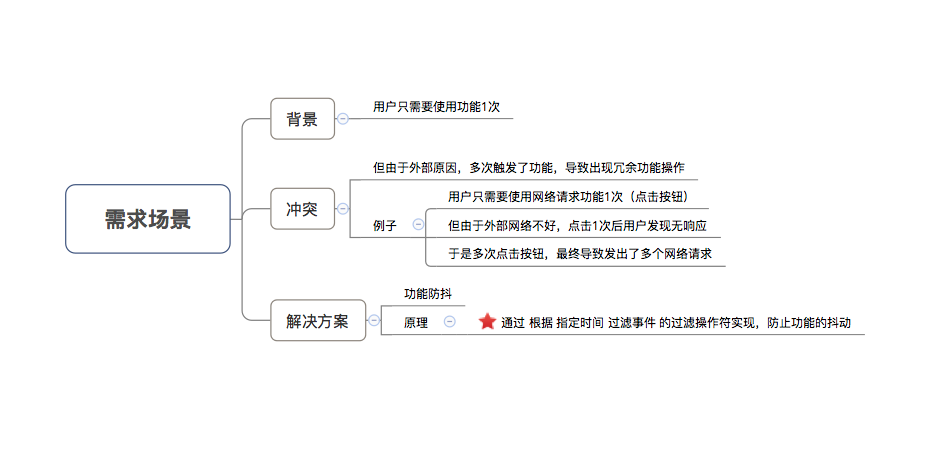 需求场景
背景
用户只需要使用功能1次
冲突
但由于外部原因，多次触发了功能，导致出现冗余功能操作
例子
用户只需要使用网络请求功能1次（点击按钮）
但由于外部网络不好，点击1次后用户发现无响应
于是多次点击按钮，最终导致发出了多个网络请求
解决方案
功能防抖
原理
通过 根据 指定时间 过滤事件 的过滤操作符实现，防止功能的抖动